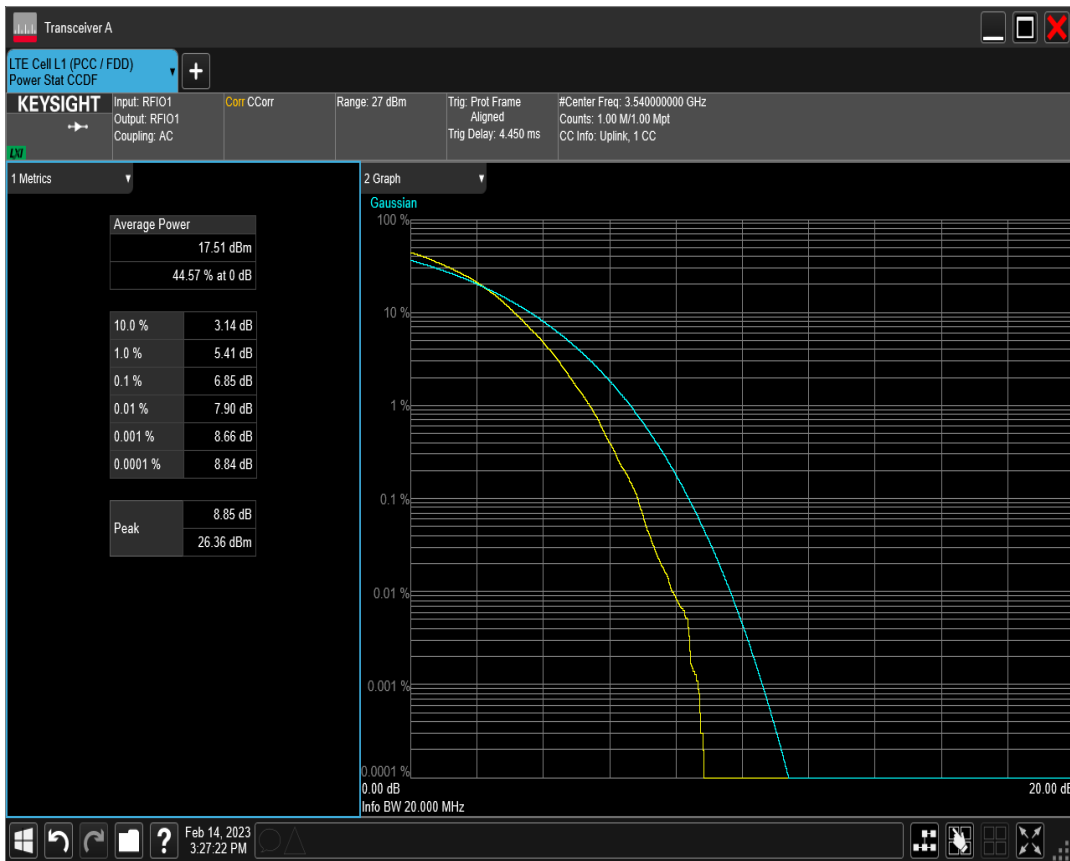 Transceiver A
LTE Cell L1 (PCC / FDD)
Power Stat CCDF
+
KEYSIGHT
LXI
Input: RFIO1
Output: RFIO1
Coupling: AC
Corr CCorr
Range: 27 dBm
Trig: Prot Frame
Aligned
Trig Delay: 4.450 ms
#Center Freq: 3.540000000 GHz
Counts: 1.00 M/1.00 Mpt
CC Info: Uplink, 1 CC
1 Metrics
Average Power
17.51 dBm
44.57 % at 0 dB
10.0 % 3.14 dB
1.0 % 5.41 dB
0.1 % 6.85 dB
0.01 % 7.90 dB
0.001 % 8.66 dB
0.0001 % 8.84 dB
Peak
8.85 dB
26.36 dBm
2 Graph
Gaussian
100 %
10 %
1 %
0.1 %
0.01 %
0.001 %
0.0001 %
0.00 dB 20.00 dB
Info BW 20.000 MHz
?
Feb 14, 2023
3:27:22 PM